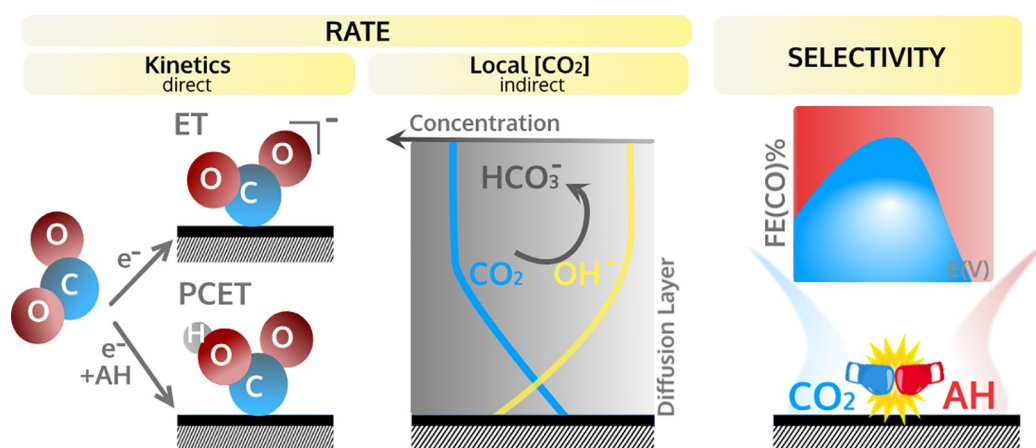 RATE
Kinetics
direct
Local [CO₂]
indirect
SELECTIVITY
ET
O
O
C
-
O
C
O
e⁻
PCET
H
O
O
C
e⁻
+AH
Concentration
HCO₃⁻
CO₂
OH⁻
Diffusion Layer
FE(CO)%
E(V)
CO₂
AH